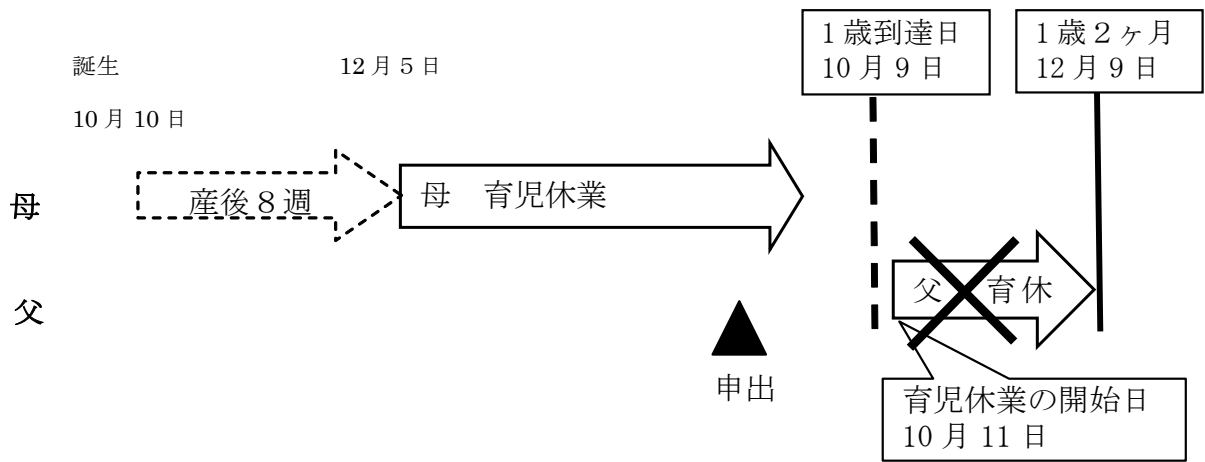 1歳到達日
10月9日
1歳2ヶ月
12月9日
誕生
12月5日
10月10日
母
産後8週
母 育児休業
父
父 育休
申出
育児休業の開始日
10月11日